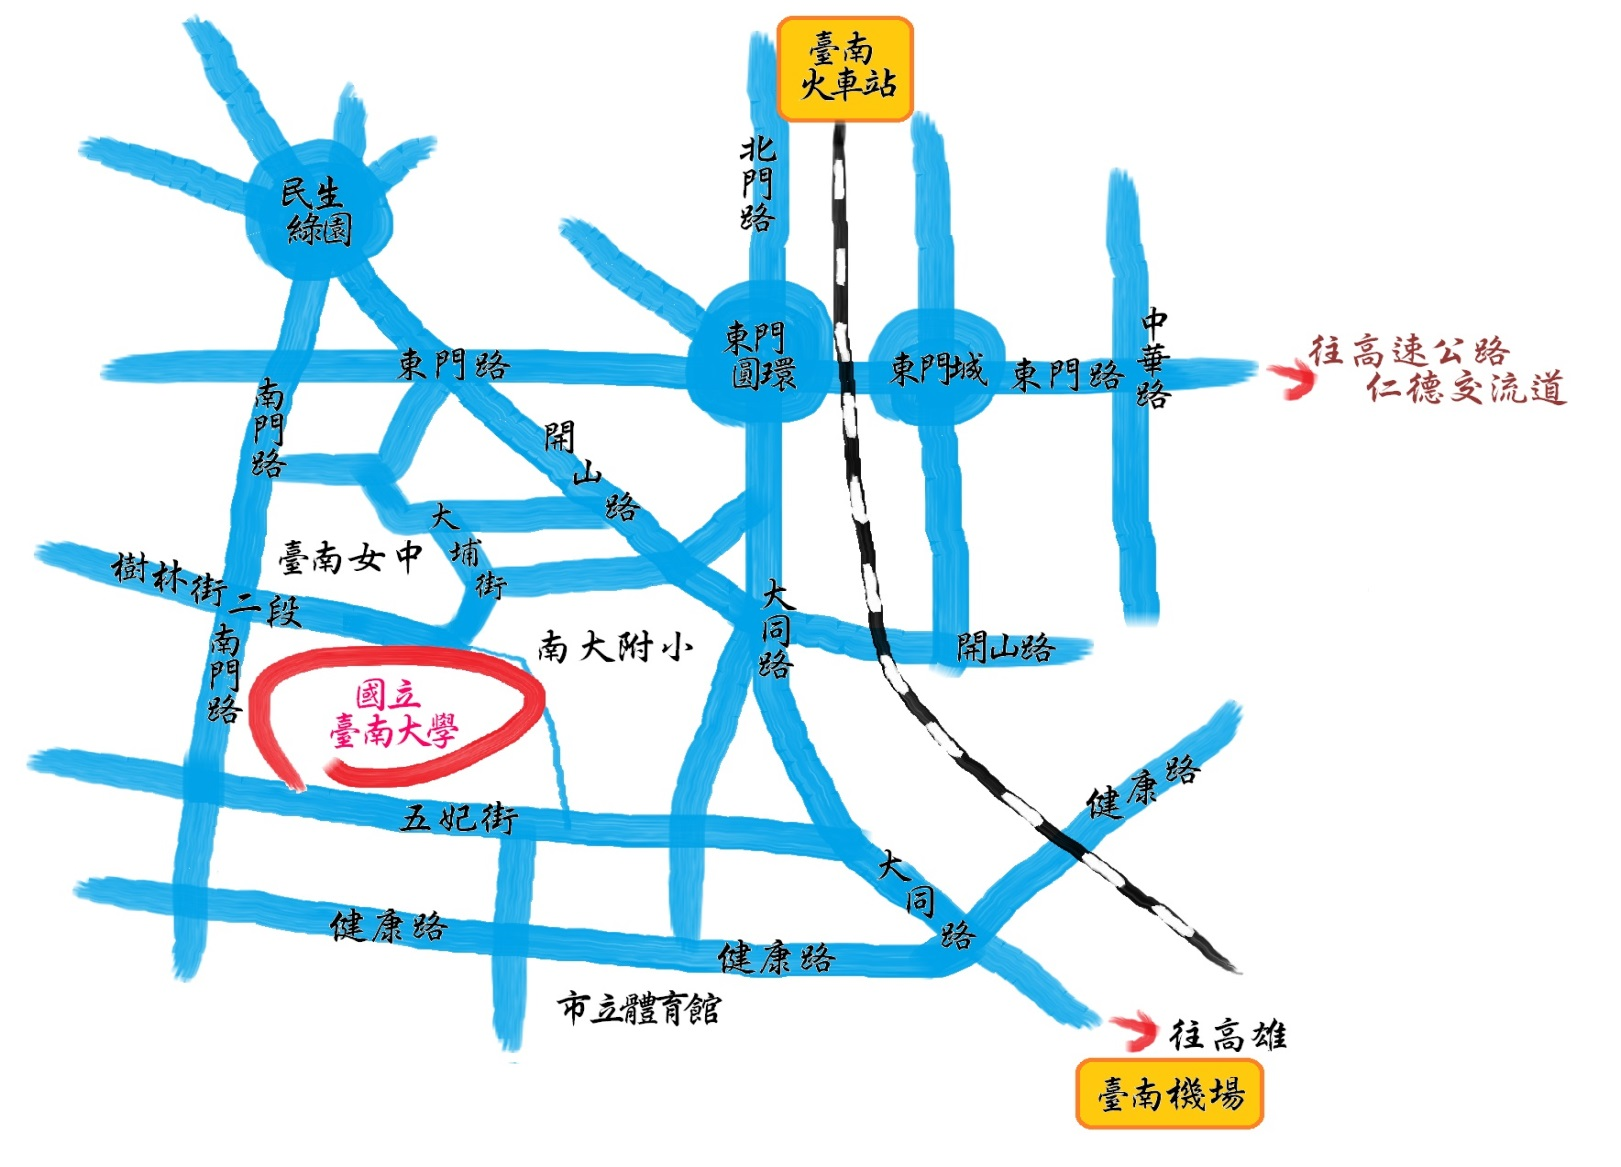 臺南
火車站
北門路
民生
綠園
東門
圓環
東門城
東門路
東門路
中華路
往高速公路
仁德交流道
南門路
開山路
大埔街
臺南女中
樹林街二段
南門路
南大附小
大同路
開山路
國立
臺南大學
五妃街
健康路
大同路
健康路
健康路
市立體育館
往高雄
臺南機場